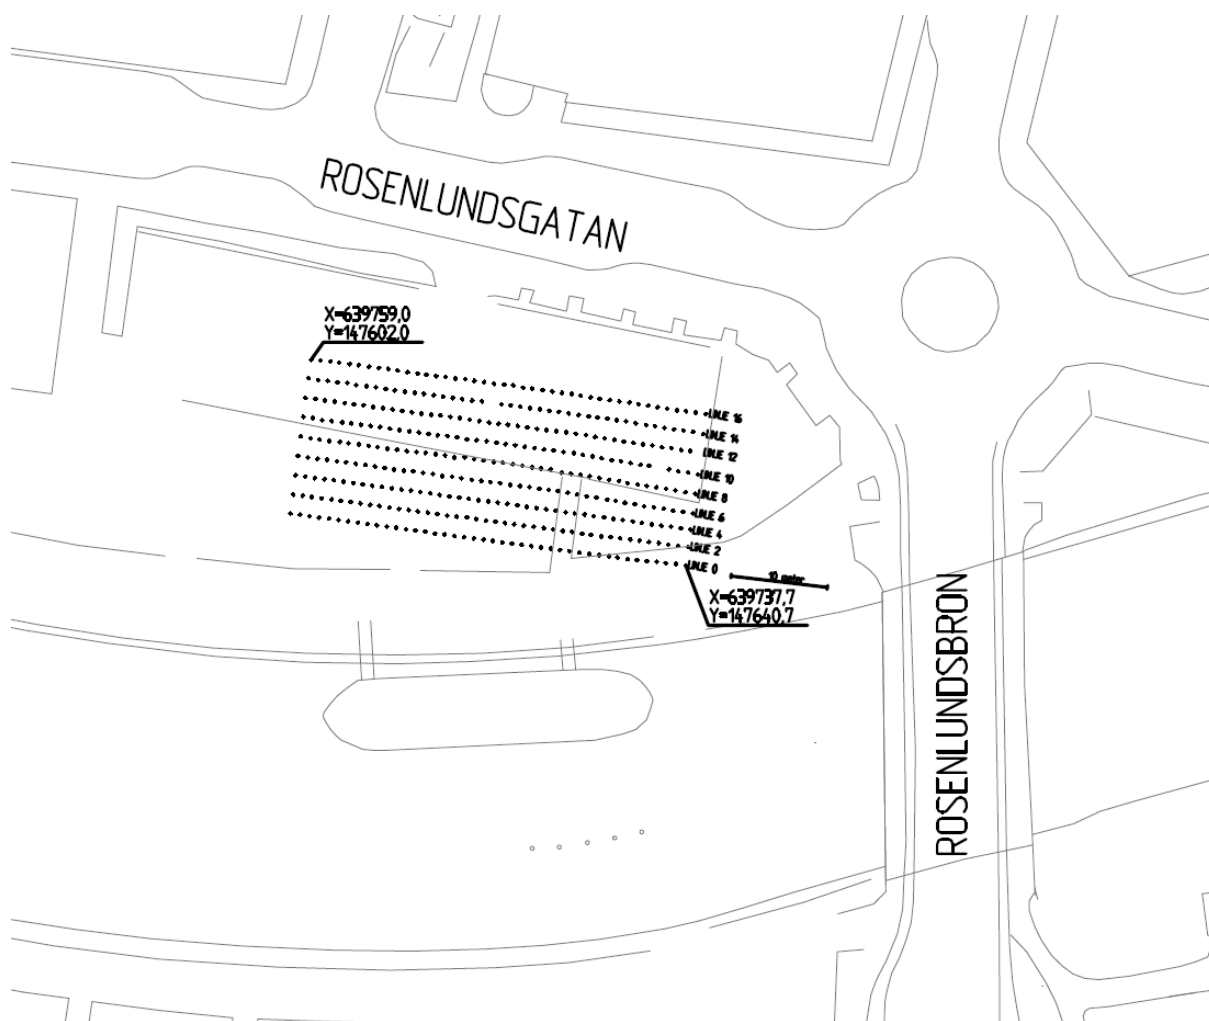 ROSENLUNDSGATAN
X=639759,0
Y=147602,0
LINJE 16
LINJE 14
LINJE 12
LINJE 10
LINJE 8
LINJE 6
LINJE 4
LINJE 2
LINJE 0
10 meter
X=639737,7
Y=147640,7
ROSENLUNDSBRON